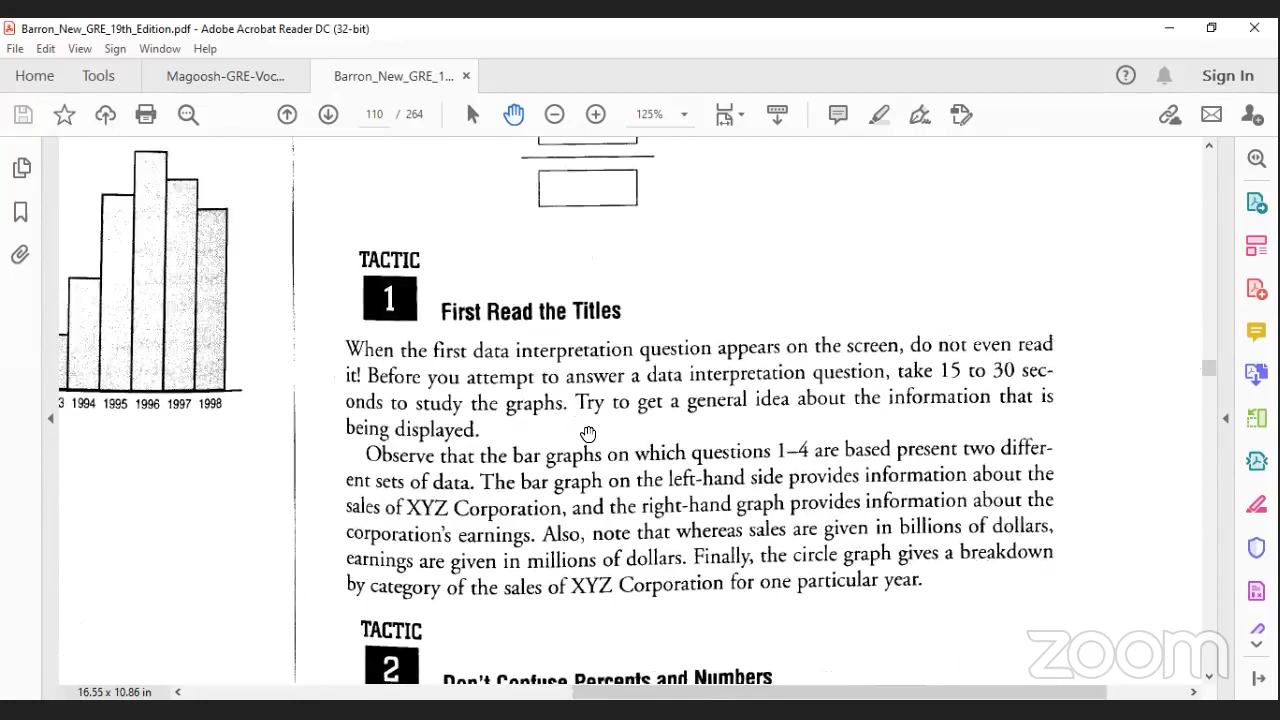 Barron_New_GRE_19th_Edition.pdf - Adobe Acrobat Reader DC (32-bit)
File Edit View Sign Window Help
Home Tools Magoosh-GRE-Voc... Barron_New_GRE_1... × Sign In
110 / 264 125%
TACTIC
1 First Read the Titles
When the first data interpretation question appears on the screen, do not even read
it! Before you attempt to answer a data interpretation question, take 15 to 30 sec-
onds to study the graphs. Try to get a general idea about the information that is
being displayed.
Observe that the bar graphs on which questions 1–4 are based present two differ-
ent sets of data. The bar graph on the left-hand side provides information about the
sales of XYZ Corporation, and the right-hand graph provides information about the
corporation's earnings. Also, note that whereas sales are given in billions of dollars,
earnings are given in millions of dollars. Finally, the circle graph gives a breakdown
by category of the sales of XYZ Corporation for one particular year.
TACTIC
2 Don't Confuse Percents and Numbers
3 1994 1995 1996 1997 1998
16.55 x 10.86 in
zoom